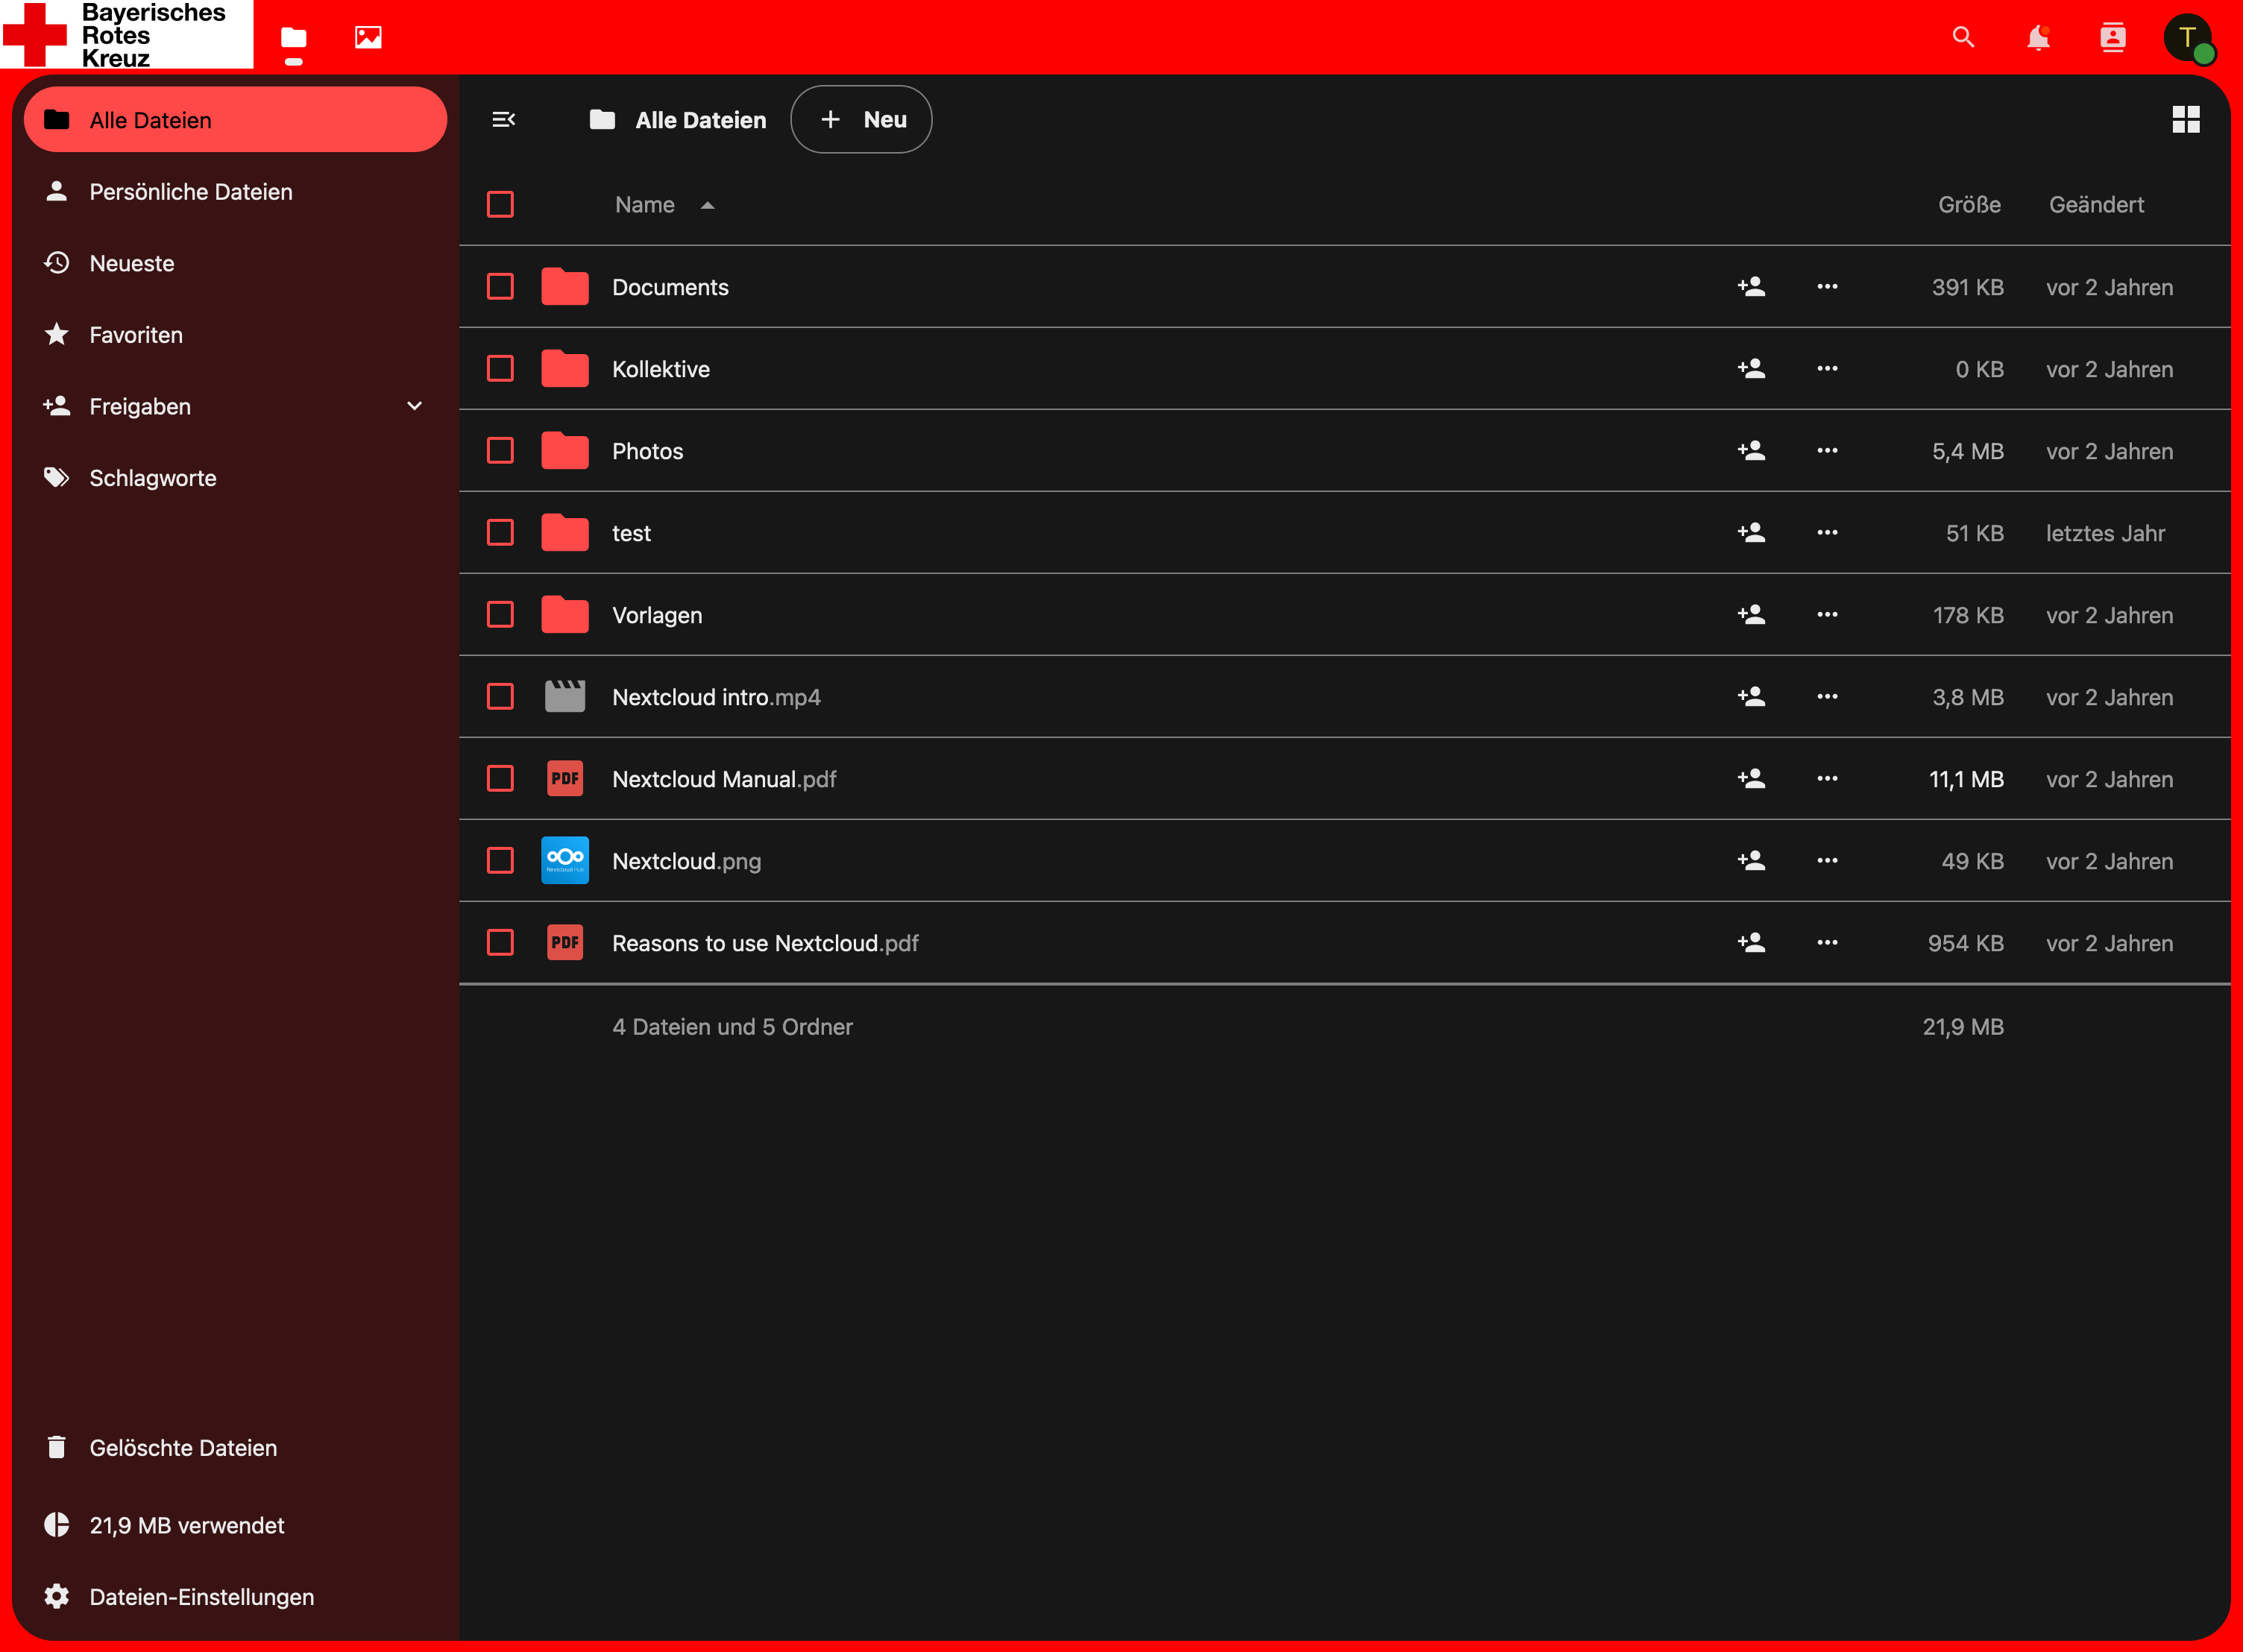 Bayerisches
Rotes
Kreuz
T
Alle Dateien
Persönliche Dateien
Neueste
Favoriten
Freigaben
Schlagworte
Gelöschte Dateien
21,9 MB verwendet
Dateien-Einstellungen
Alle Dateien
+ Neu
Name Größe Geändert
Documents 391 KB vor 2 Jahren
Kollektive 0 KB vor 2 Jahren
Photos 5,4 MB vor 2 Jahren
test 51 KB letztes Jahr
Vorlagen 178 KB vor 2 Jahren
Nextcloud intro.mp4 3,8 MB vor 2 Jahren
PDF Nextcloud Manual.pdf 11,1 MB vor 2 Jahren
Nextcloud Hub Nextcloud.png 49 KB vor 2 Jahren
PDF Reasons to use Nextcloud.pdf 954 KB vor 2 Jahren
4 Dateien und 5 Ordner 21,9 MB